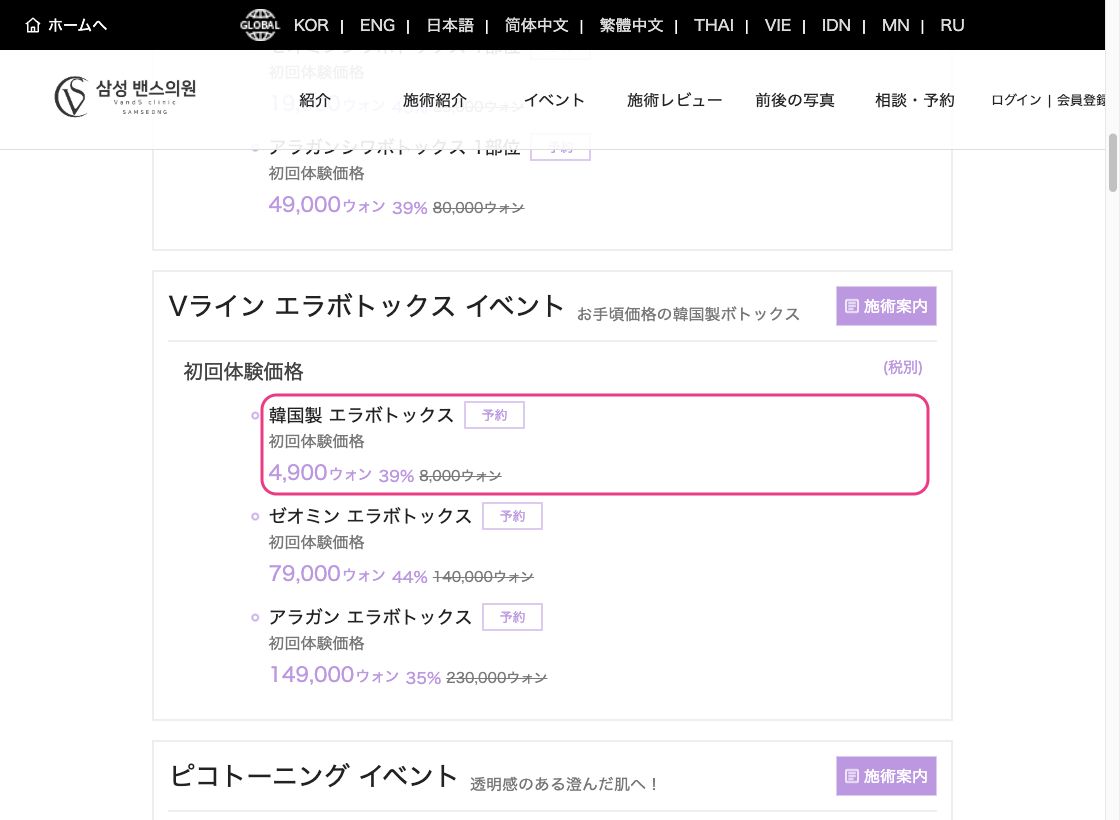 ホームへ
GLOBAL KOR | ENG | 日本語 | 简体中文 | 繁體中文 | THAI | VIE | IDN | MN | RU
初回体験価格
삼성 밴스의원
VandS clinic
SAMSEONG
紹介 施術紹介 イベント 施術レビュー 前後の写真 相談・予約 ログイン | 会員登録
アラガンシワボトックス 1部位 予約
初回体験価格
49,000ウォン 39% 80,000ウォン
Vライン エラボトックス イベント お手頃価格の韓国製ボトックス 施術案内
初回体験価格 (税別)
韓国製 エラボトックス 予約
初回体験価格
4,900ウォン 39% 8,000ウォン
ゼオミン エラボトックス 予約
初回体験価格
79,000ウォン 44% 140,000ウォン
アラガン エラボトックス 予約
初回体験価格
149,000ウォン 35% 230,000ウォン
ピコトーニング イベント 透明感のある澄んだ肌へ！ 施術案内